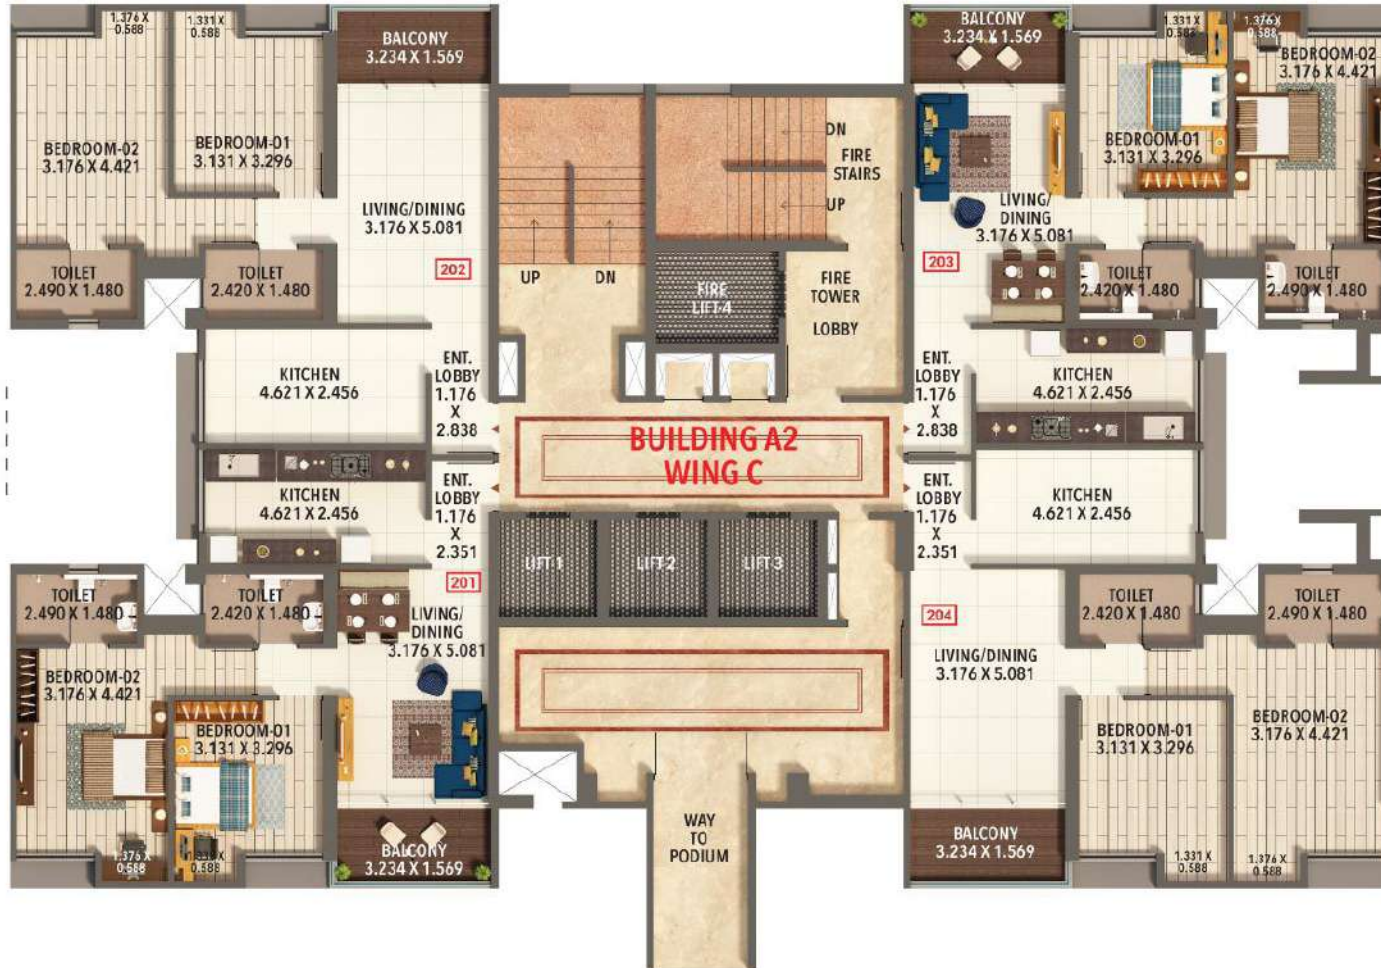 1.376 X
0.588
1.331 X
0.588
BALCONY
3.234 X 1.569
BEDROOM-02
3.176 X 4.421
BEDROOM-01
3.131 X 3.296
LIVING/DINING
3.176 X 5.081
202
TOILET
2.490 X 1.480
TOILET
2.420 X 1.480
KITCHEN
4.621 X 2.456
ENT.
LOBBY
1.176
X
2.838
UP
DN
DN
FIRE
STAIRS
UP
FIRE
LIFT-4
FIRE
TOWER
LOBBY
BALCONY
3.234 X 1.569
1.331 X
0.588
1.376 X
0.588
BEDROOM-02
3.176 X 4.421
BEDROOM-01
3.131 X 3.296
LIVING/
DINING
3.176 X 5.081
203
TOILET
2.420 X 1.480
TOILET
2.490 X 1.480
ENT.
LOBBY
1.176
X
2.838
KITCHEN
4.621 X 2.456
BUILDING A2
WING C
KITCHEN
4.621 X 2.456
ENT.
LOBBY
1.176
X
2.351
201
TOILET
2.490 X 1.480
TOILET
2.420 X 1.480
LIVING/
DINING
3.176 X 5.081
BEDROOM-02
3.176 X 4.421
BEDROOM-01
3.131 X 3.296
1.376 X
0.588
1.331 X
0.588
BALCONY
3.234 X 1.569
LIFT-1
LIFT-2
LIFT-3
WAY
TO
PODIUM
ENT.
LOBBY
1.176
X
2.351
KITCHEN
4.621 X 2.456
204
TOILET
2.420 X 1.480
TOILET
2.490 X 1.480
LIVING/DINING
3.176 X 5.081
BEDROOM-01
3.131 X 3.296
BEDROOM-02
3.176 X 4.421
BALCONY
3.234 X 1.569
1.331 X
0.588
1.376 X
0.588